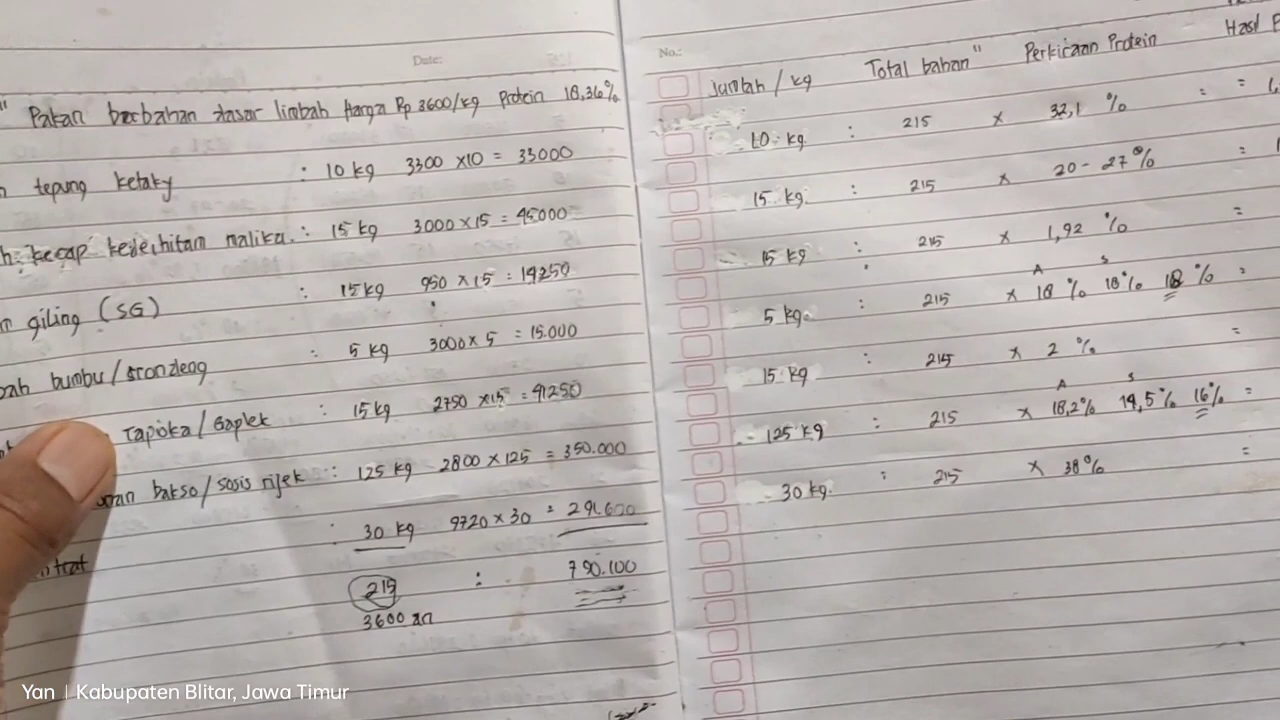 Date:
" Pakan berbahan dasar limbah Harga Rp 3600/kg Protein 18,36%
tepung ketaky : 10 kg 3300 x10 = 33000
h. kecap kedelhitam malika. : 15 kg 3000 x 15 = 45000
giling (SG) : 15 kg 950 x 15 : 14250
bah bumbu/srondeng : 5 kg 3000 x 5 = 15.000
Tapioka/Gaplek : 15 kg 2750 x15 = 41250
bakso/sosis rijek : 125 kg 2800 x 125 = 350.000
: 30 kg 9720 x 30 = 291.600
trat
215 : 790.100
3600 an
No.:
Jumlah / kg Total bahan" Perkiraan Protein Hasil
10 kg. : 215 x 32,1 % =
15 kg. : 215 x 20 - 27 % =
15 kg : 215 x 1,92 % =
A S
5 kg. : 215 x 18 % 18 % 18 % =
15 kg : 215 x 2 % =
A S
125 kg : 215 x 18,2% 14,5% 16% =
30 kg. : 215 x 38 % =
Yan | Kabupaten Blitar, Jawa Timur